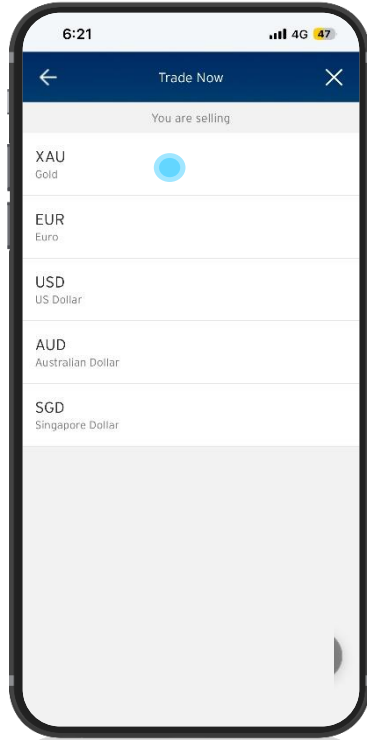 6:21
4G 47
Trade Now
You are selling
XAU
Gold
EUR
Euro
USD
US Dollar
AUD
Australian Dollar
SGD
Singapore Dollar